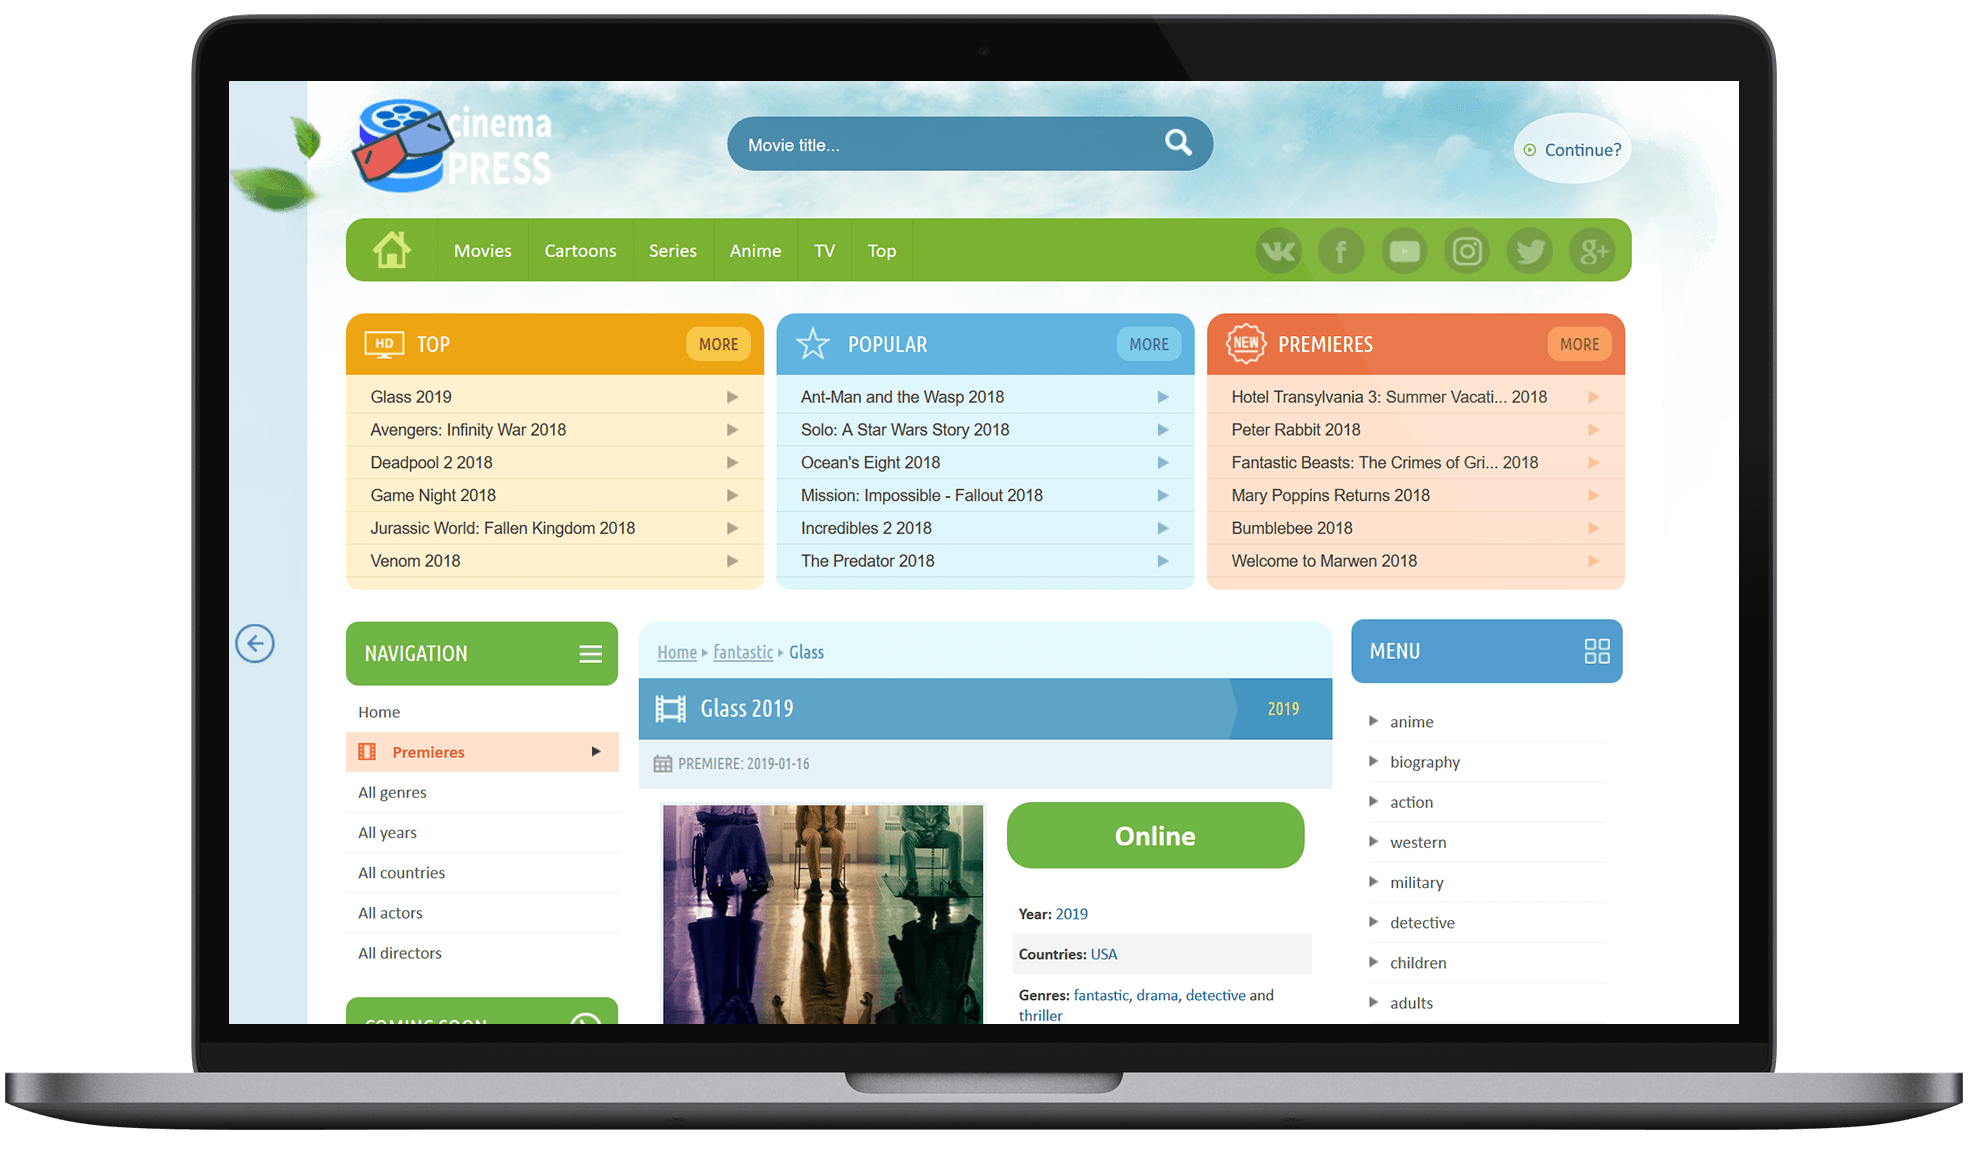 cinema
PRESS
Movie title...
Continue?
Movies Cartoons Series Anime TV Top
f g+
HD TOP MORE
Glass 2019
Avengers: Infinity War 2018
Deadpool 2 2018
Game Night 2018
Jurassic World: Fallen Kingdom 2018
Venom 2018
POPULAR MORE
Ant-Man and the Wasp 2018
Solo: A Star Wars Story 2018
Ocean's Eight 2018
Mission: Impossible - Fallout 2018
Incredibles 2 2018
The Predator 2018
NEW PREMIERES MORE
Hotel Transylvania 3: Summer Vacati... 2018
Peter Rabbit 2018
Fantastic Beasts: The Crimes of Gri... 2018
Mary Poppins Returns 2018
Bumblebee 2018
Welcome to Marwen 2018
NAVIGATION
Home
Premieres
All genres
All years
All countries
All actors
All directors
COMING SOON
Home fantastic Glass
Glass 2019 2019
PREMIERE: 2019-01-16
Online
Year: 2019
Countries: USA
Genres: fantastic, drama, detective and
thriller
MENU
anime
biography
action
western
military
detective
children
adults